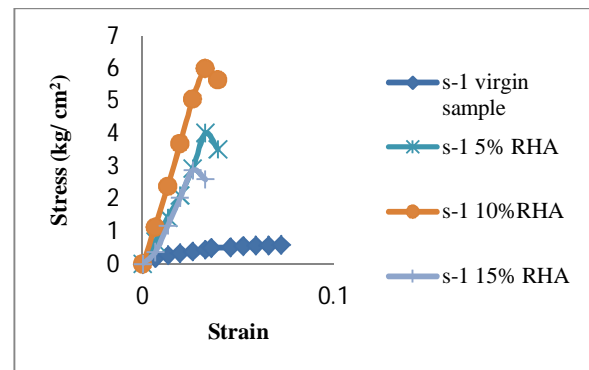 Stress (kg/ cm²)
7
6
5
4
3
2
1
0
0
0.1
Strain
s-1 virgin
sample
s-1 5% RHA
s-1 10%RHA
s-1 15% RHA